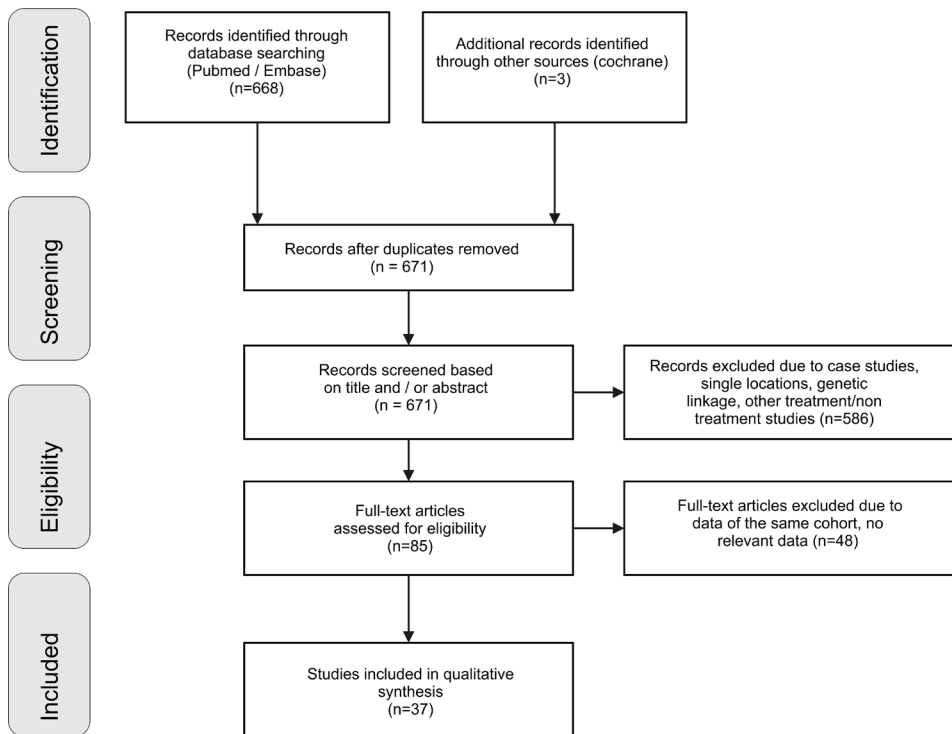 Identification
Records identified through
database searching
(Pubmed / Embase)
(n=668)
Additional records identified
through other sources (cochrane)
(n=3)
Screening
Records after duplicates removed
(n = 671)
Records screened based
on title and / or abstract
(n = 671)
Records excluded due to case studies,
single locations, genetic
linkage, other treatment/non
treatment studies (n=586)
Eligibility
Full-text articles
assessed for eligibility
(n=85)
Full-text articles excluded due to
data of the same cohort, no
relevant data (n=48)
Included
Studies included in qualitative
synthesis
(n=37)